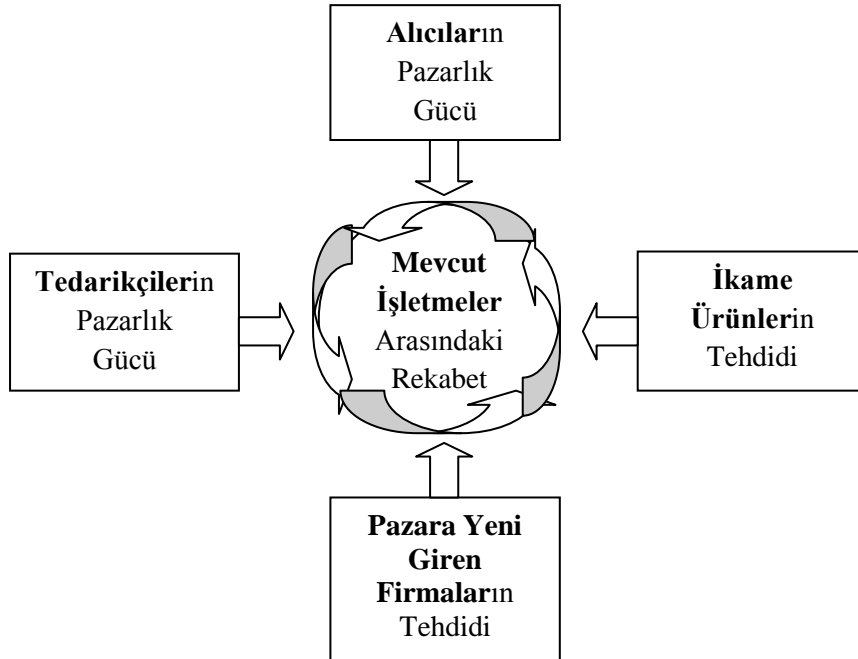 Alıcıların
Pazarlık
Gücü
Tedarikçilerin
Pazarlık
Gücü
Mevcut
İşletmeler
Arasındaki
Rekabet
İkame
Ürünlerin
Tehdidi
Pazara Yeni
Giren
Firmaların
Tehdidi